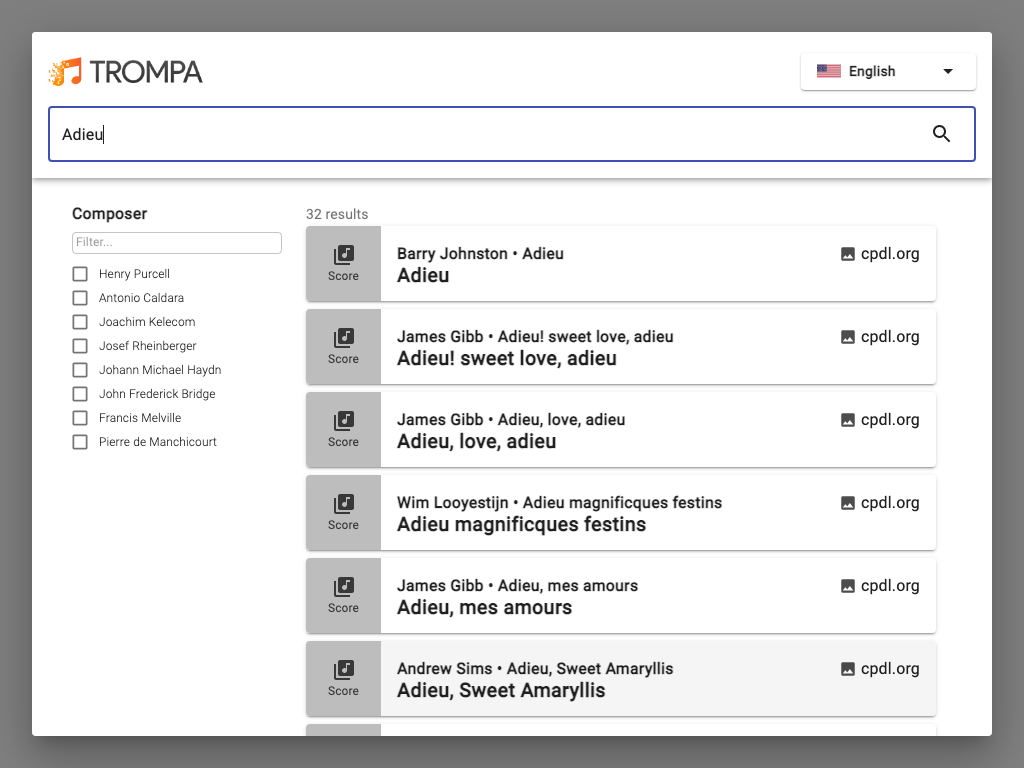 TROMPA
English
Adieu
Composer
Filter...
Henry Purcell
Antonio Caldara
Joachim Kelecom
Josef Rheinberger
Johann Michael Haydn
John Frederick Bridge
Francis Melville
Pierre de Manchicourt
32 results
Score
Barry Johnston • Adieu
Adieu
cpdl.org
Score
James Gibb • Adieu! sweet love, adieu
Adieu! sweet love, adieu
cpdl.org
Score
James Gibb • Adieu, love, adieu
Adieu, love, adieu
cpdl.org
Score
Wim Looyestijn • Adieu magnificques festins
Adieu magnificques festins
cpdl.org
Score
James Gibb • Adieu, mes amours
Adieu, mes amours
cpdl.org
Score
Andrew Sims • Adieu, Sweet Amaryllis
Adieu, Sweet Amaryllis
cpdl.org